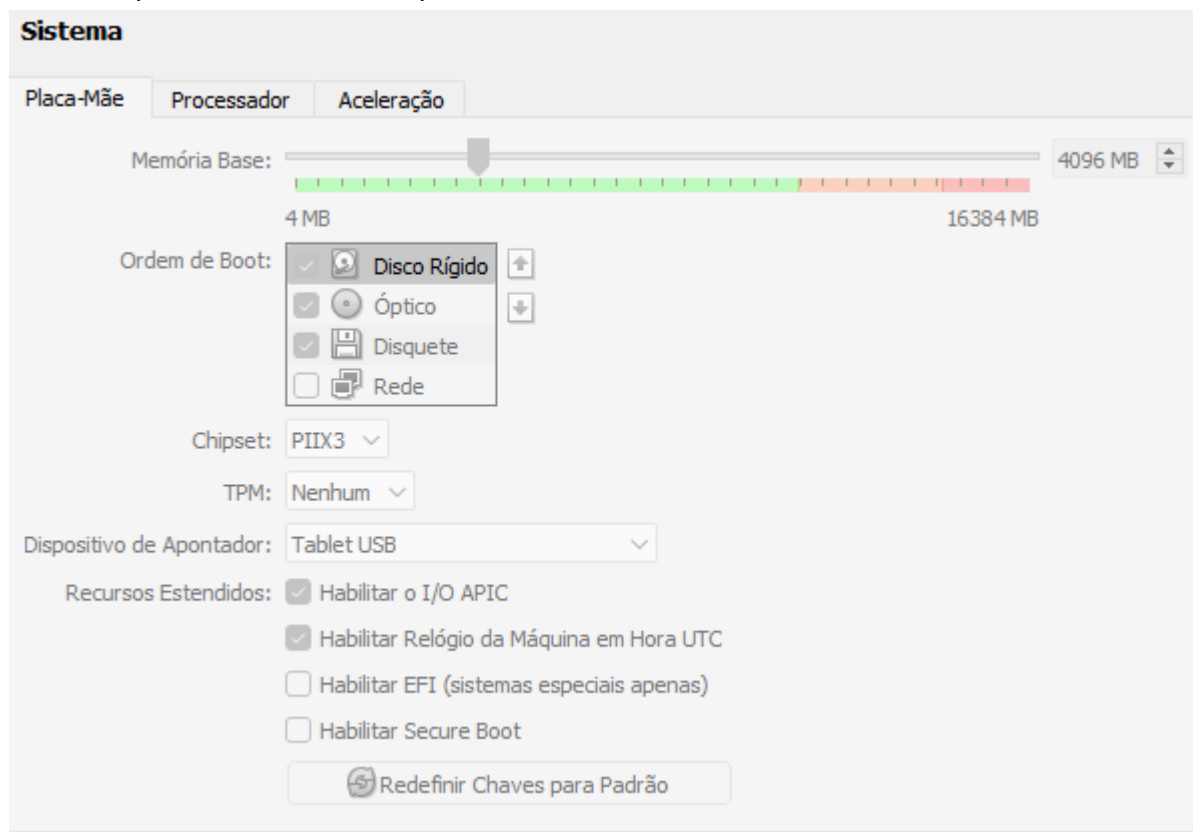 Sistema
Placa-Mãe Processador Aceleração
Memória Base: 4096 MB
4 MB 16384 MB
Ordem de Boot: Disco Rígido
Óptico
Disquete
Rede
Chipset: PIIX3
TPM: Nenhum
Dispositivo de Apontador: Tablet USB
Recursos Estendidos: Habilitar o I/O APIC
Habilitar Relógio da Máquina em Hora UTC
Habilitar EFI (sistemas especiais apenas)
Habilitar Secure Boot
Redefinir Chaves para Padrão